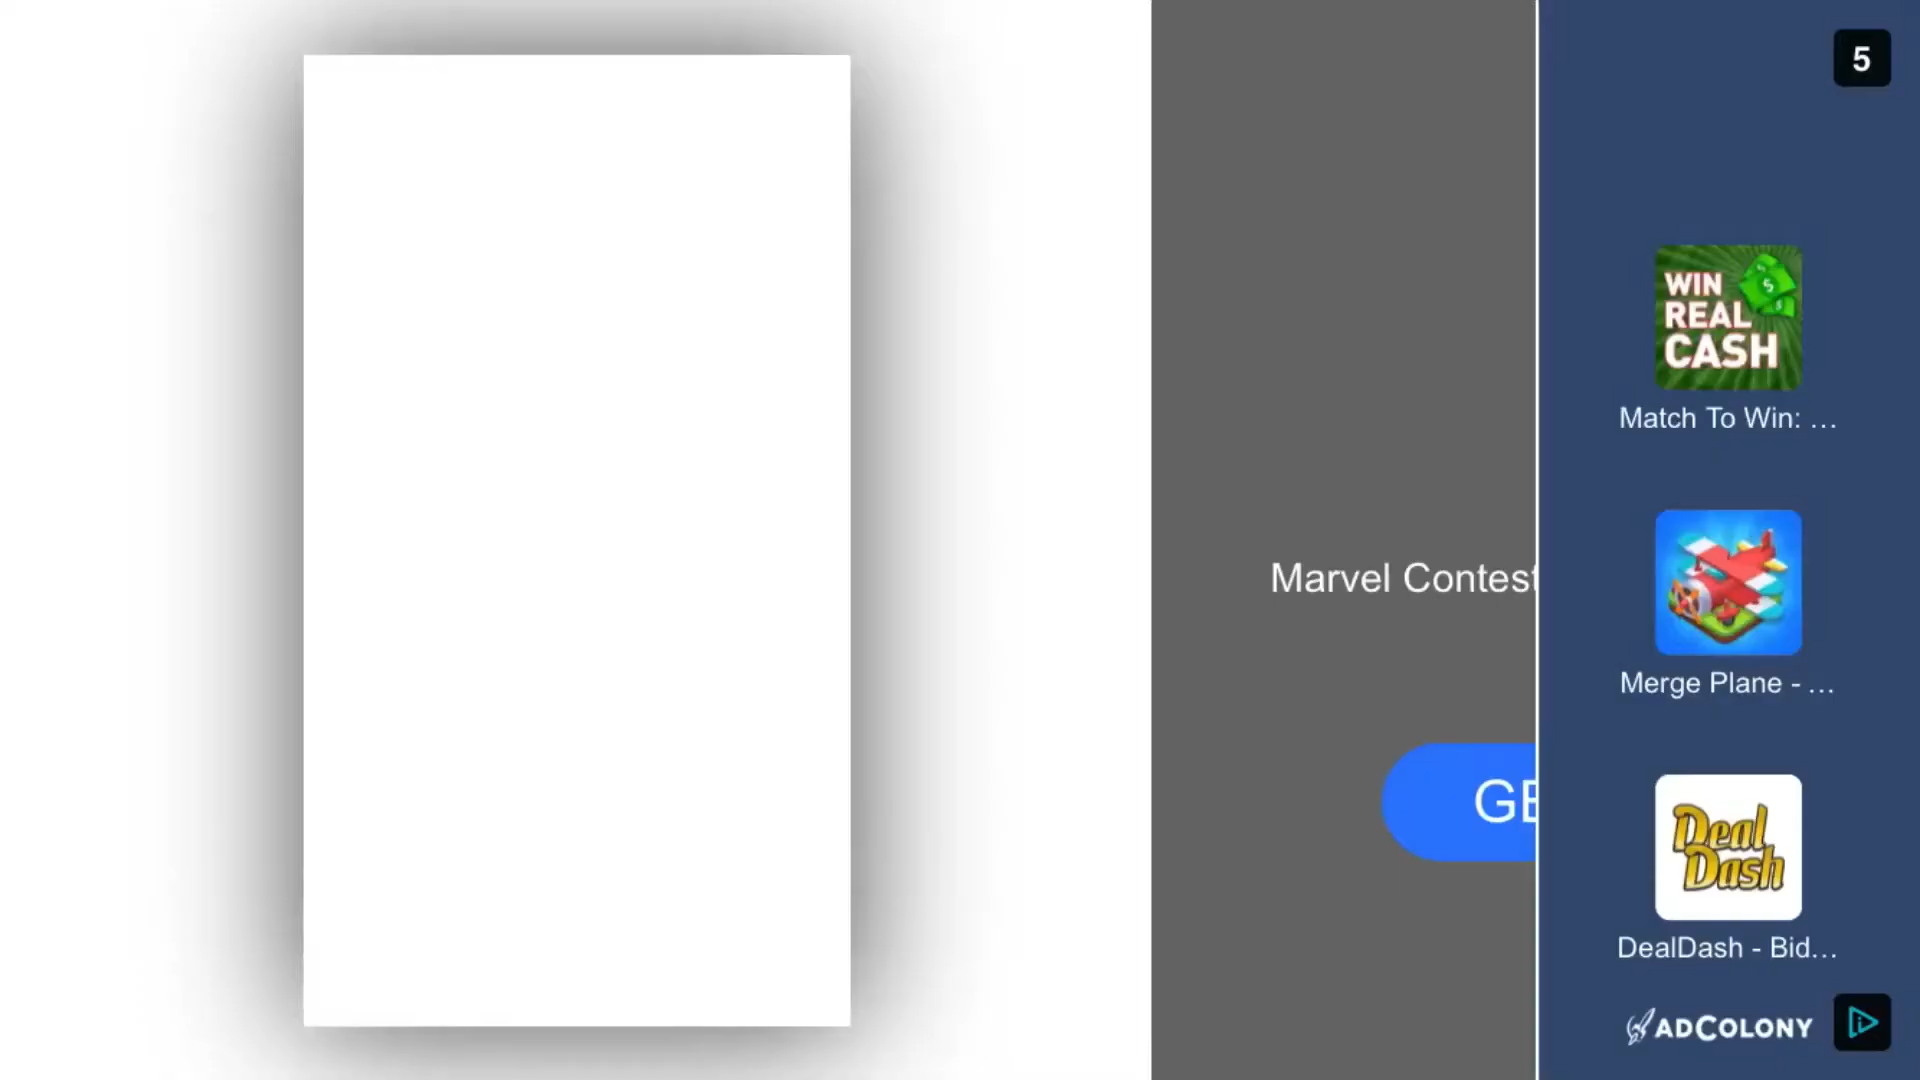 5
WIN
REAL
CASH
Match To Win: ...
Marvel Contest
Merge Plane - ...
GE
Deal
Dash
DealDash - Bid...
ADCOLONY